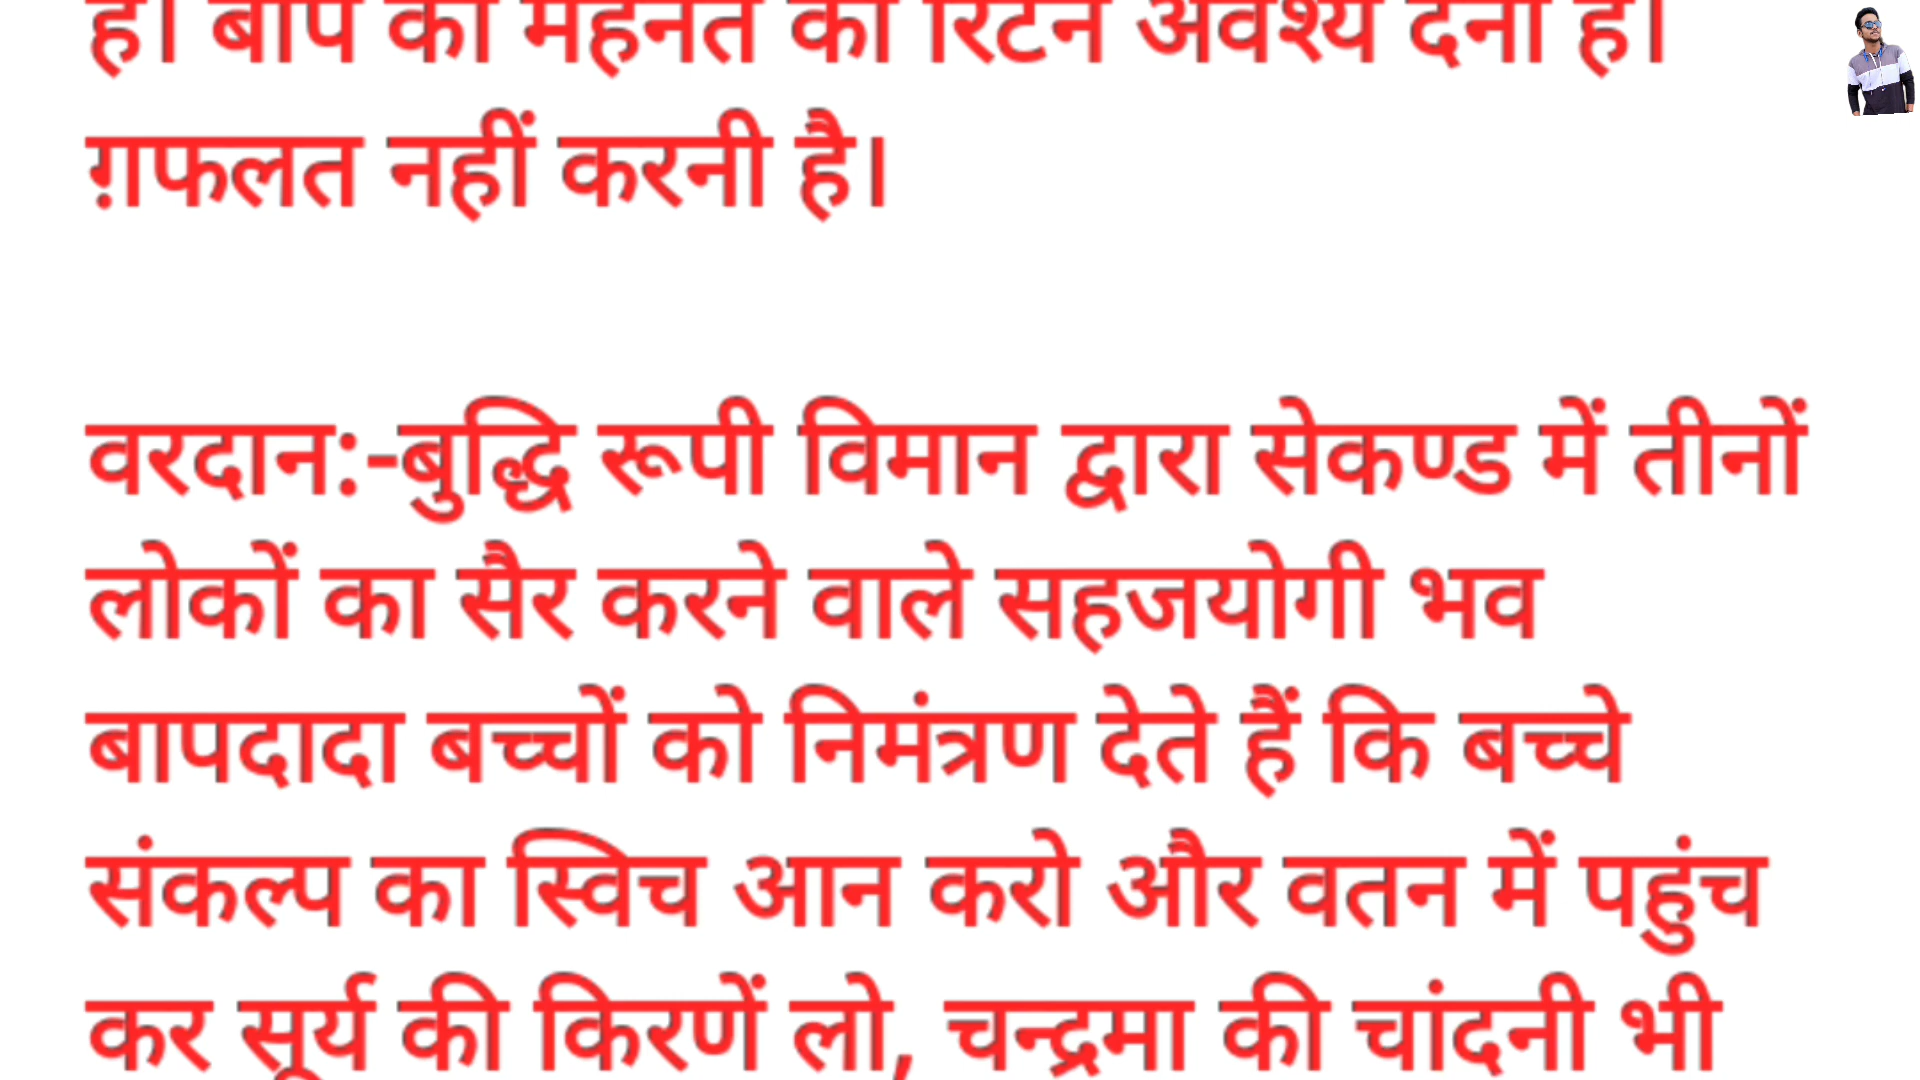 है। बाप की मेहनत का रिटर्न अवश्य देना है।
ग़फलत नहीं करनी है।
वरदान:-बुद्धि रूपी विमान द्वारा सेकण्ड में तीनों
लोकों का सैर करने वाले सहजयोगी भव
बापदादा बच्चों को निमंत्रण देते हैं कि बच्चे
संकल्प का स्विच आन करो और वतन में पहुंच
कर सूर्य की किरणें लो, चन्द्रमा की चांदनी भी